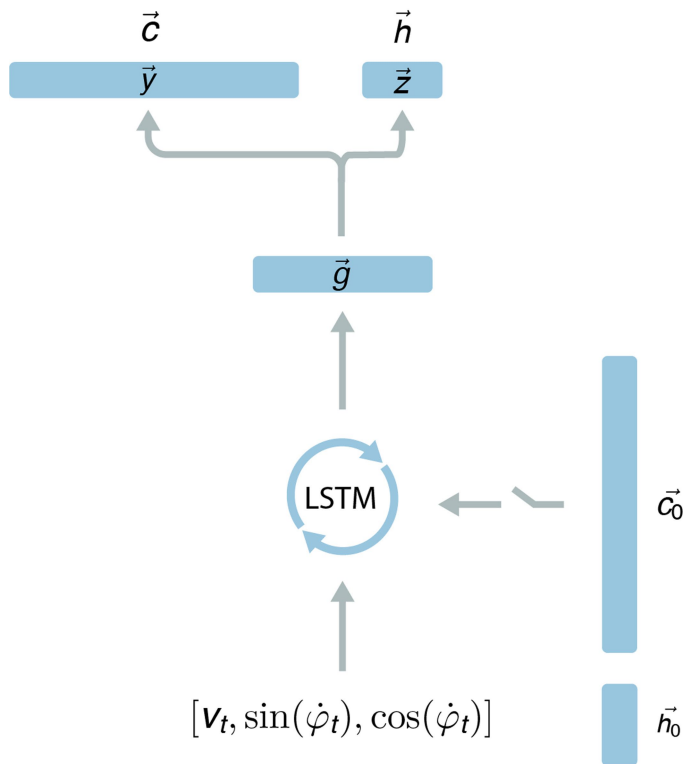 c⃗ h⃗
y⃗ z⃗
g⃗
LSTM
c⃗₀
[vₜ, sin(φ̇ₜ), cos(φ̇ₜ)]
h⃗₀